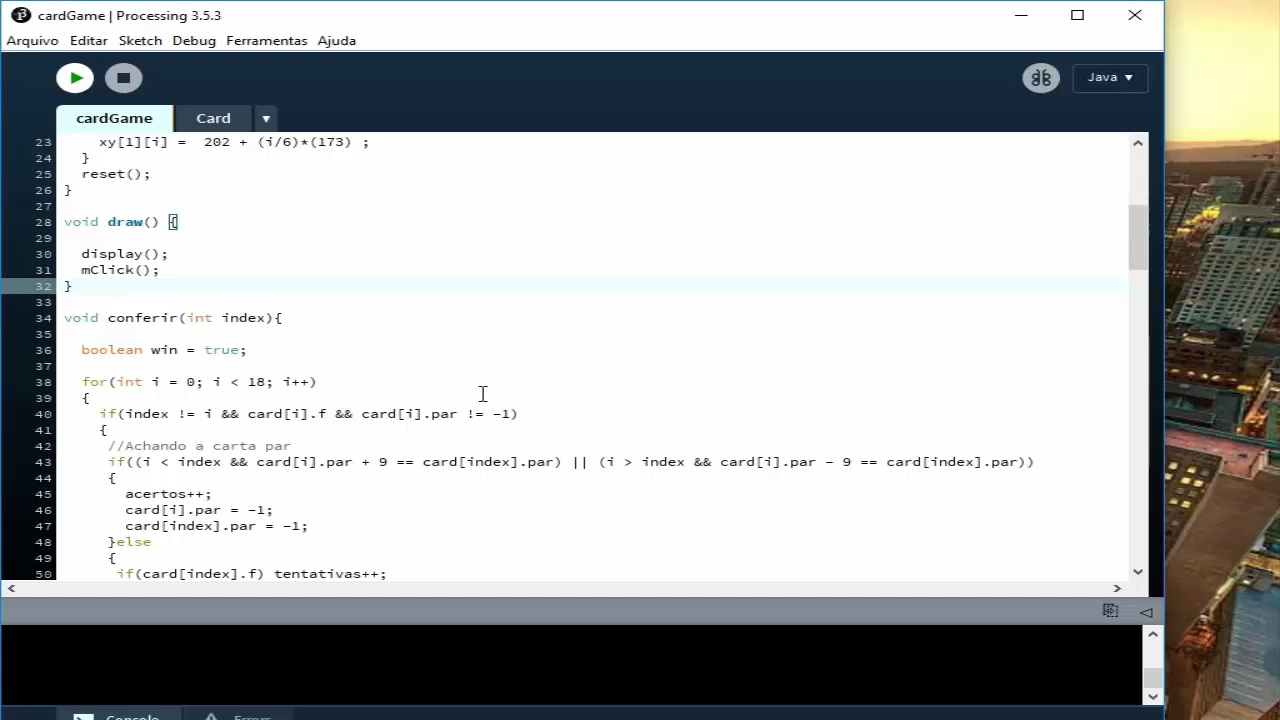 cardGame | Processing 3.5.3
Arquivo Editar Sketch Debug Ferramentas Ajuda
Java ▼
cardGame Card ▼
23 xy[1][i] =  202 + (i/6)*(173) ;
24 }
25 reset();
26 }
27
28 void draw() {
29
30 display();
31 mClick();
32 }
33
34 void conferir(int index){
35
36 boolean win = true;
37
38 for(int i = 0; i < 18; i++)
39 {
40 if(index != i && card[i].f && card[i].par != -1)
41 {
42 //Achando a carta par
43 if((i < index && card[i].par + 9 == card[index].par) || (i > index && card[i].par - 9 == card[index].par))
44 {
45 acertos++;
46 card[i].par = -1;
47 card[index].par = -1;
48 }else
49 {
50 if(card[index].f) tentativas++;
Console Errors